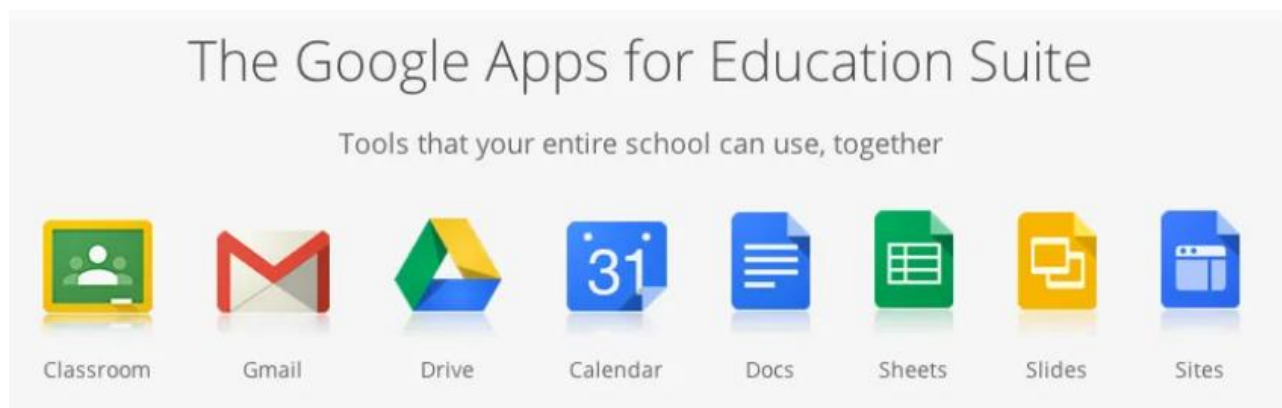 The Google Apps for Education Suite
Tools that your entire school can use, together
31
Classroom Gmail Drive Calendar Docs Sheets Slides Sites